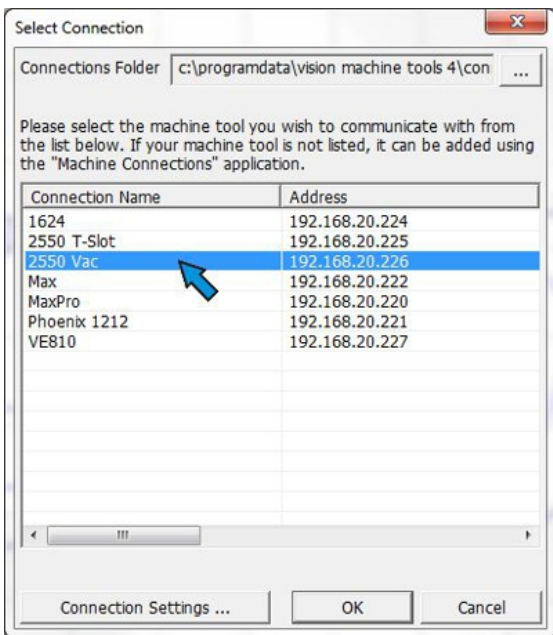 Select Connection
Connections Folder c:\programdata\vision machine tools 4\con ...
Please select the machine tool you wish to communicate with from
the list below. If your machine tool is not listed, it can be added using
the "Machine Connections" application.
Connection Name Address
1624 192.168.20.224
2550 T-Slot 192.168.20.225
2550 Vac 192.168.20.226
Max 192.168.20.222
MaxPro 192.168.20.220
Phoenix 1212 192.168.20.221
VE810 192.168.20.227
Connection Settings ... OK Cancel